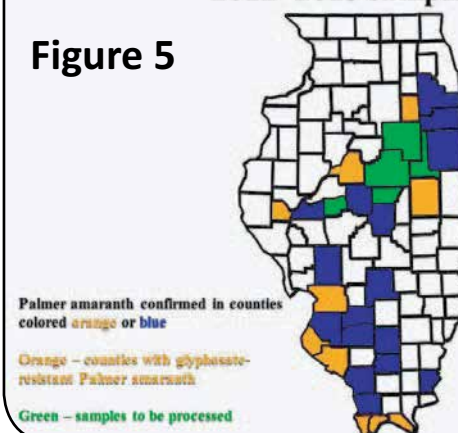 Figure 5
Palmer amaranth confirmed in counties
colored orange or blue
Orange – counties with glyphosate-
resistant Palmer amaranth
Green – samples to be processed